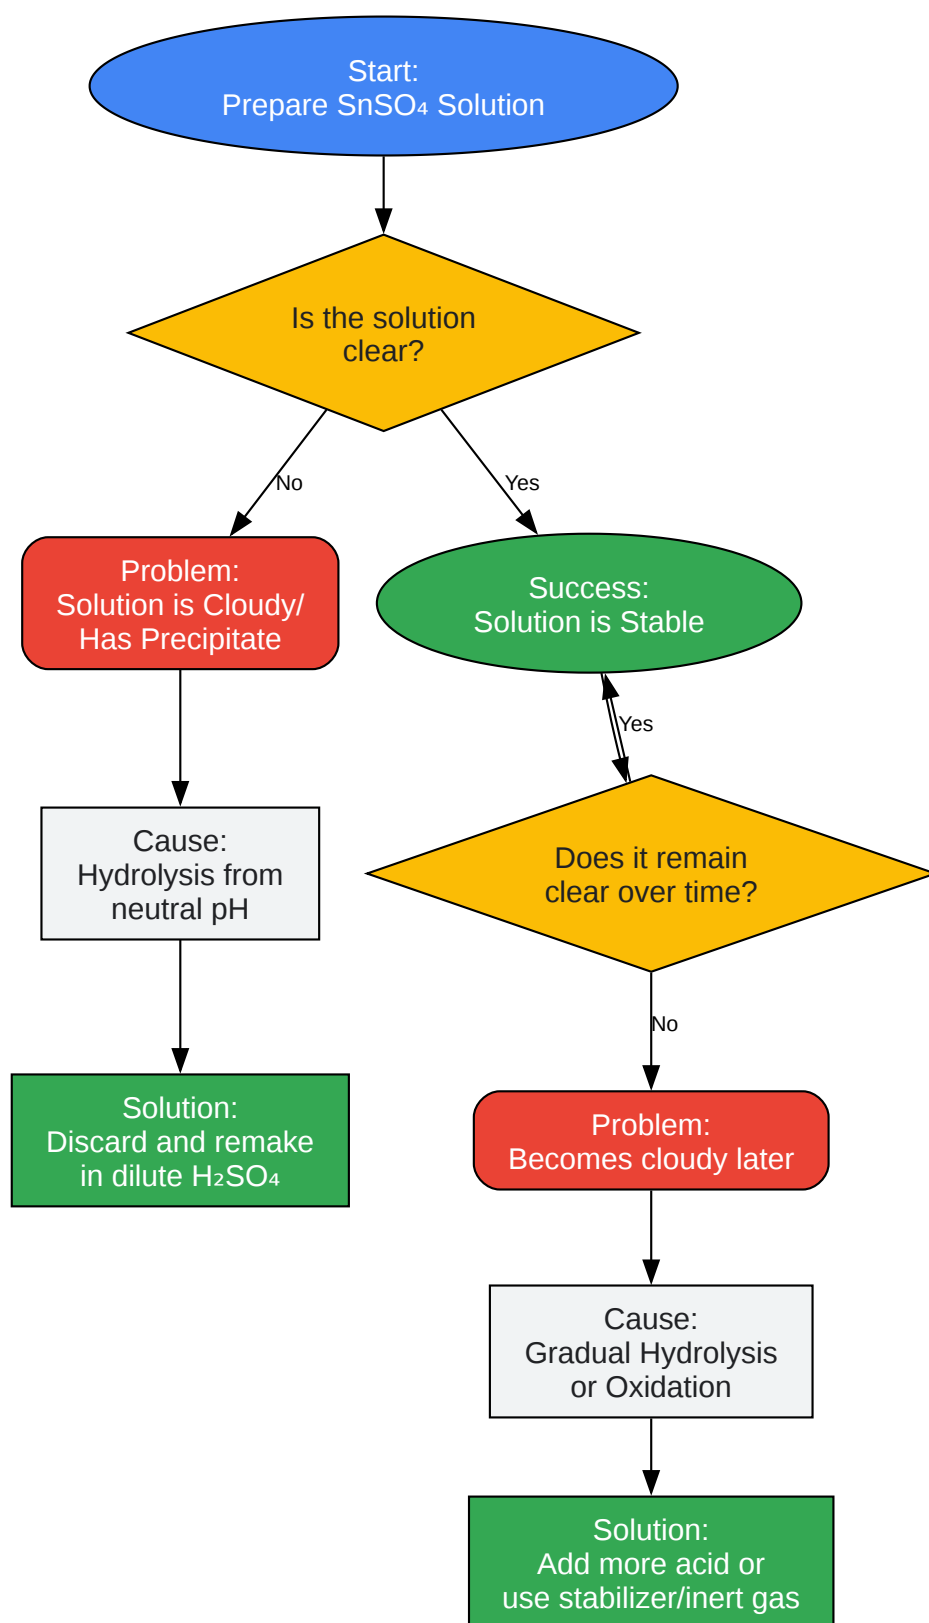 Start:
Prepare SnSO₄ Solution
Is the solution
clear?
No
Yes
Problem:
Solution is Cloudy/
Has Precipitate
Success:
Solution is Stable
Yes
Cause:
Hydrolysis from
neutral pH
Does it remain
clear over time?
No
Solution:
Discard and remake
in dilute H₂SO₄
Problem:
Becomes cloudy later
Cause:
Gradual Hydrolysis
or Oxidation
Solution:
Add more acid or
use stabilizer/inert gas